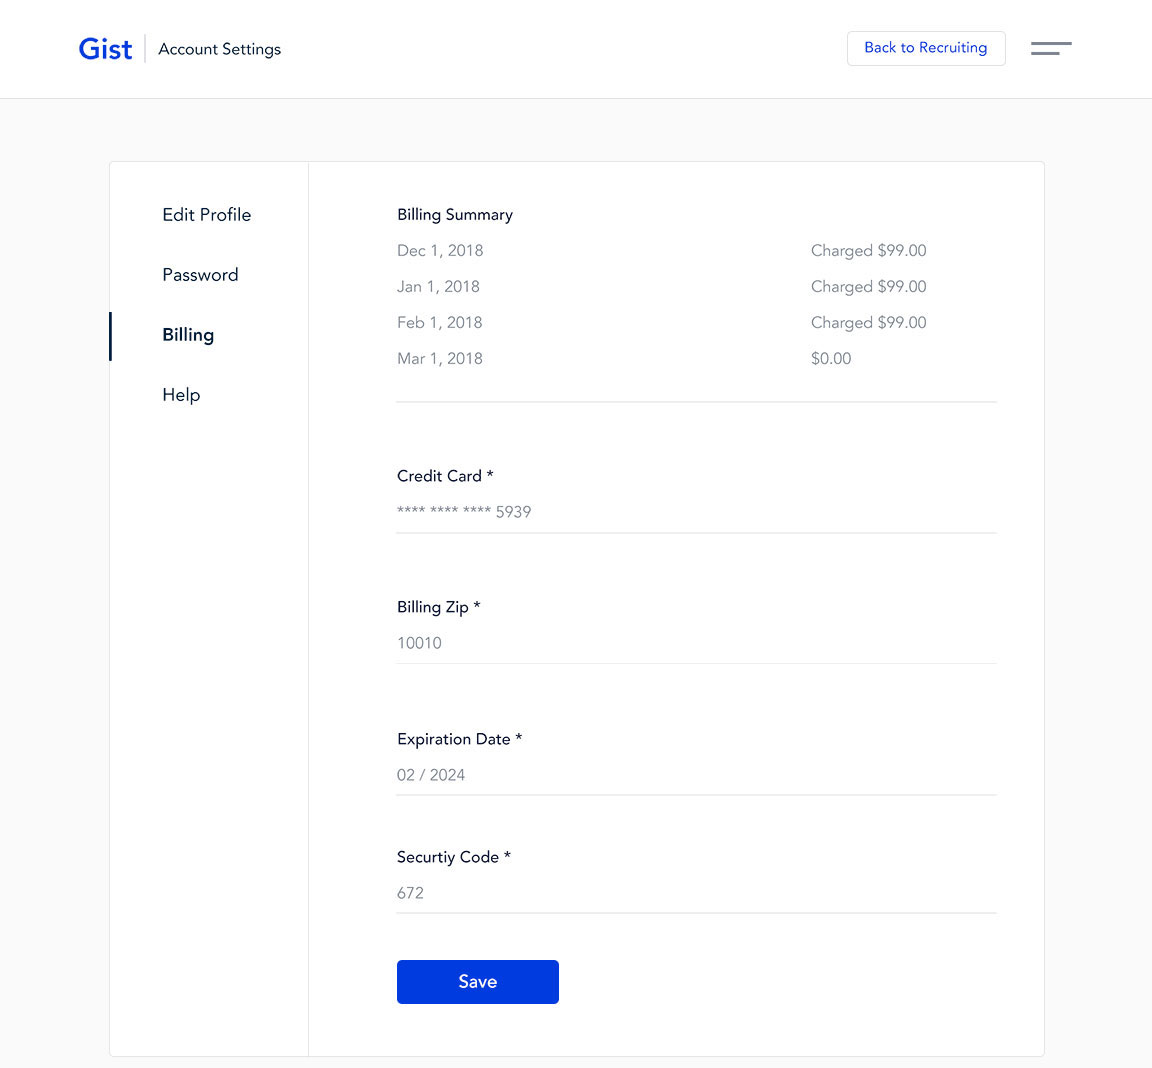 Gist
Account Settings
Back to Recruiting
Edit Profile
Password
Billing
Help
Billing Summary
Dec 1, 2018 Charged $99.00
Jan 1, 2018 Charged $99.00
Feb 1, 2018 Charged $99.00
Mar 1, 2018 $0.00
Credit Card *
**** **** **** 5939
Billing Zip *
10010
Expiration Date *
02 / 2024
Securtiy Code *
672
Save